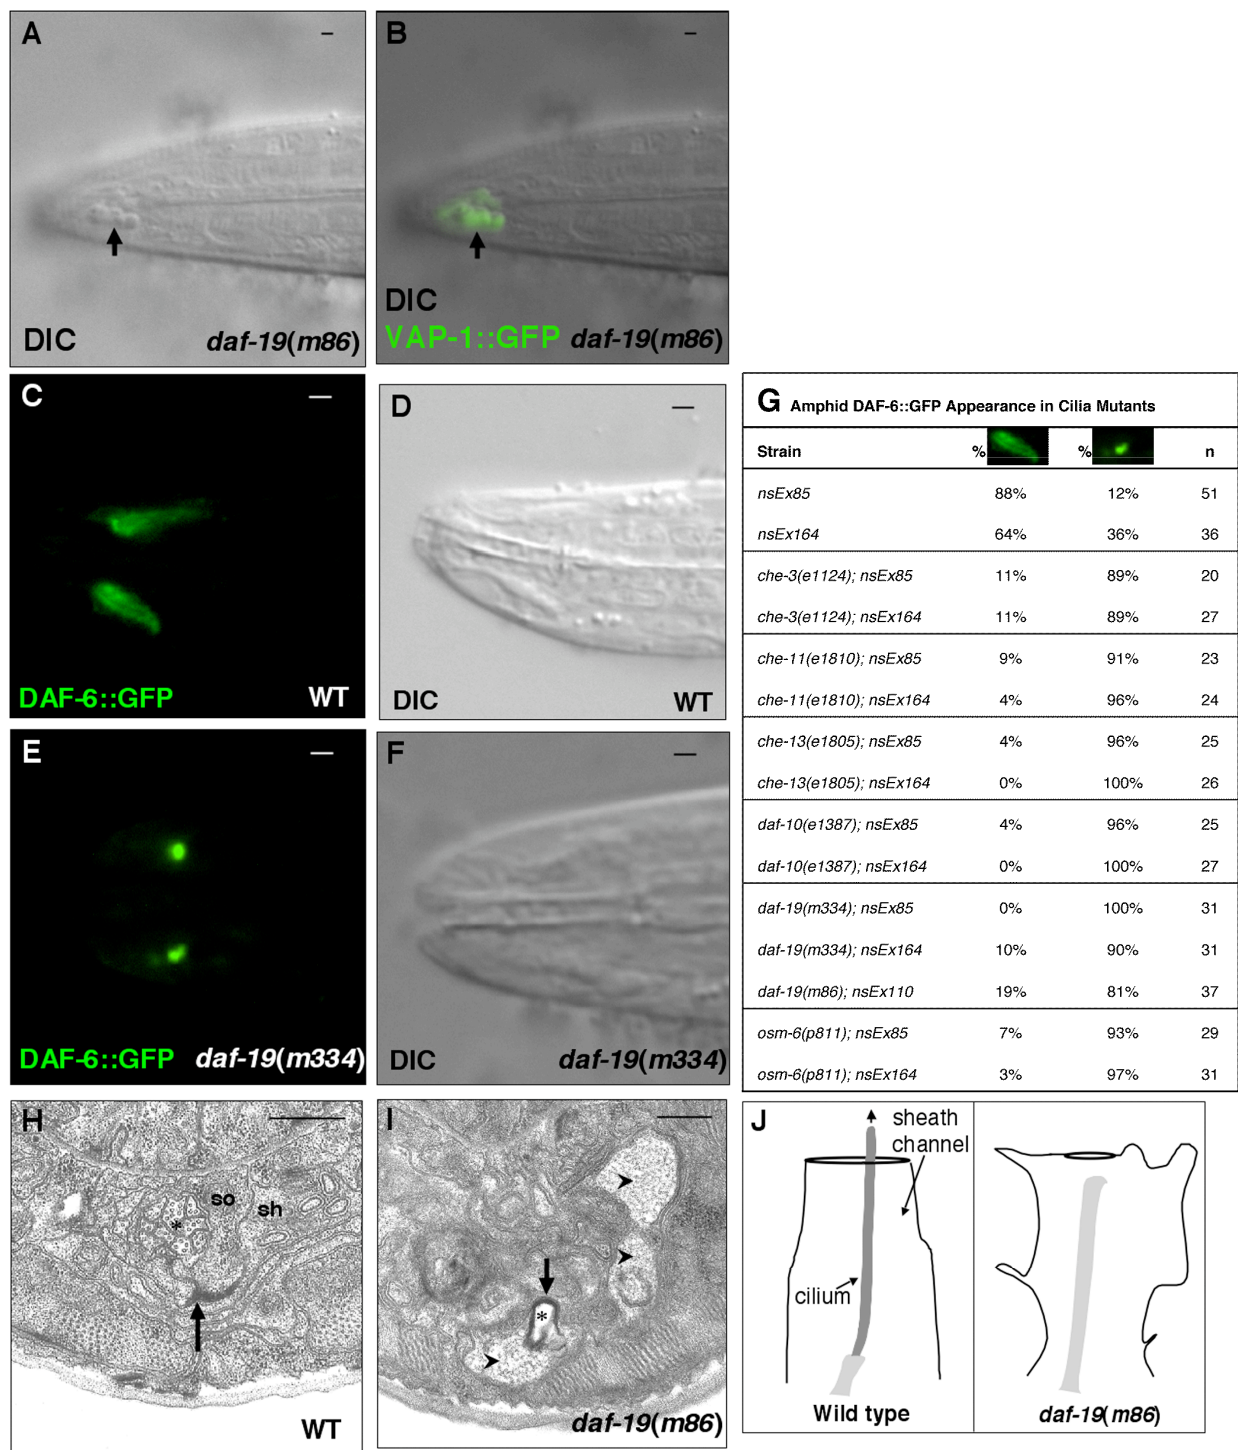 A
DIC
daf-19(m86)
B
DIC
VAP-1::GFP daf-19(m86)
C
DAF-6::GFP WT
D
DIC WT
E
DAF-6::GFP daf-19(m334)
F
DIC daf-19(m334)
G Amphid DAF-6::GFP Appearance in Cilia Mutants
Strain % % n
nsEx85 88% 12% 51
nsEx164 64% 36% 36
che-3(e1124); nsEx85 11% 89% 20
che-3(e1124); nsEx164 11% 89% 27
che-11(e1810); nsEx85 9% 91% 23
che-11(e1810); nsEx164 4% 96% 24
che-13(e1805); nsEx85 4% 96% 25
che-13(e1805); nsEx164 0% 100% 26
daf-10(e1387); nsEx85 4% 96% 25
daf-10(e1387); nsEx164 0% 100% 27
daf-19(m334); nsEx85 0% 100% 31
daf-19(m334); nsEx164 10% 90% 31
daf-19(m86); nsEx110 19% 81% 37
osm-6(p811); nsEx85 7% 93% 29
osm-6(p811); nsEx164 3% 97% 31
H
so
sh
*
WT
I
*
daf-19(m86)
J
sheath
channel
cilium
Wild type
daf-19(m86)